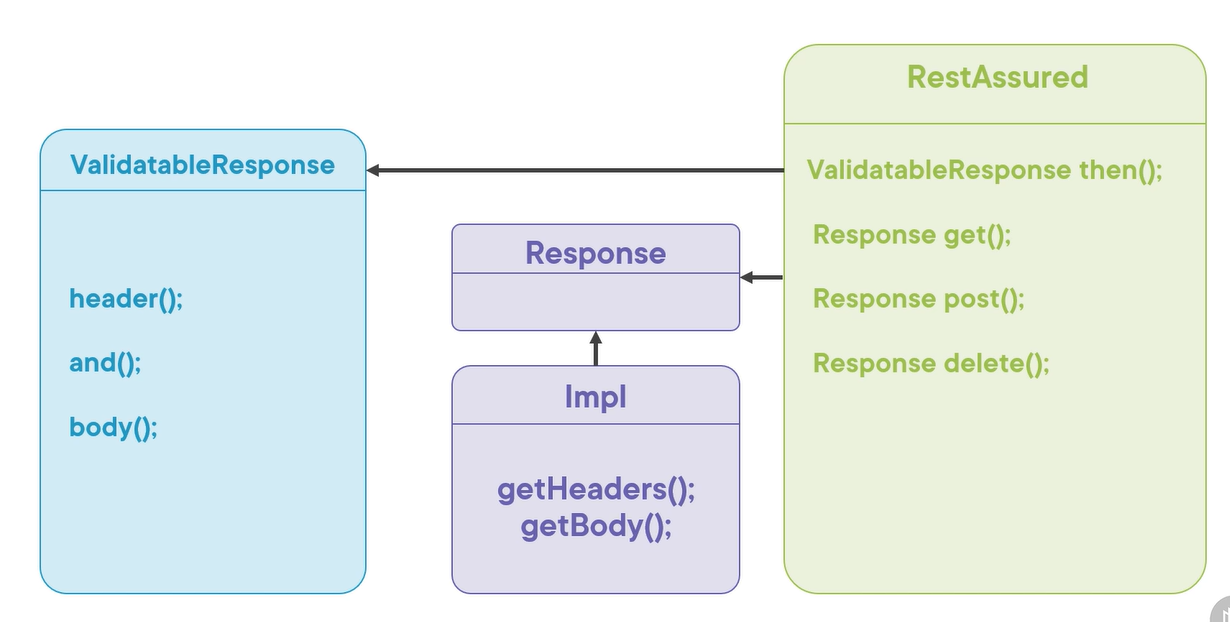 RestAssured
ValidatableResponse
ValidatableResponse then();
Response get();
Response
Response post();
header();
and();
Response delete();
Impl
body();
getHeaders();
getBody();